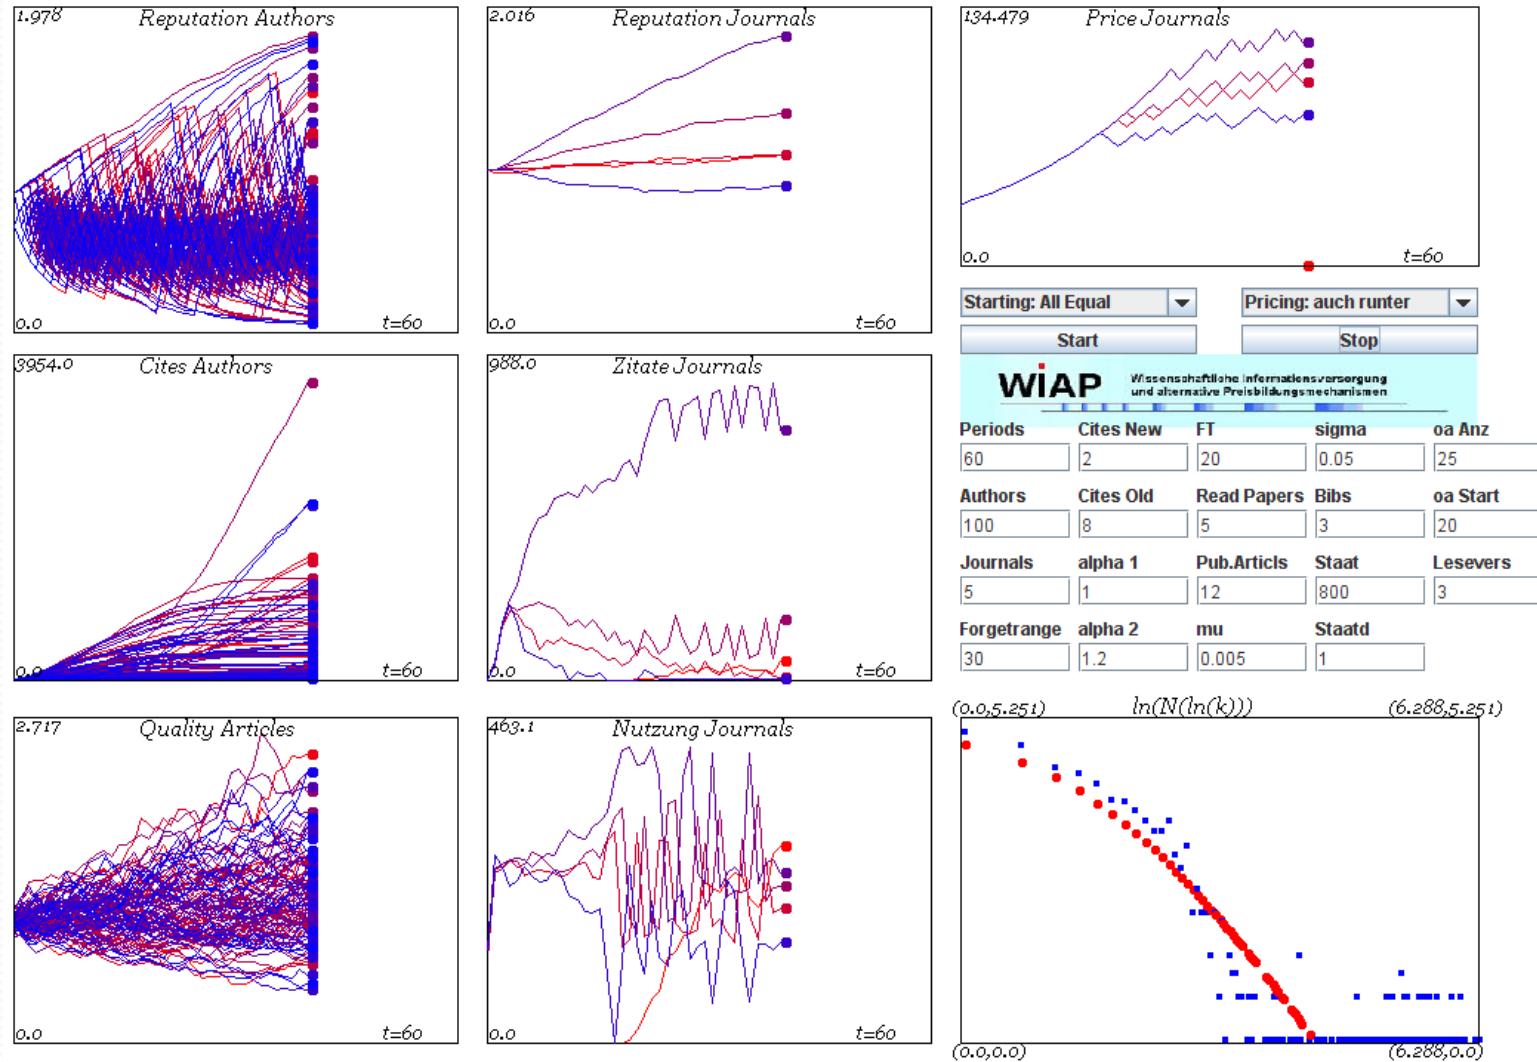 1.978 Reputation Authors
0.0 t=60
2.016 Reputation Journals
0.0 t=60
134.479 Price Journals
0.0 t=60
Starting: All Equal
Pricing: auch runter
Start
Stop
WiAP
Wissenschaftliche Informationsversorgung
und alternative Preisbildungsmechanismen
3954.0 Cites Authors
0.0 t=60
988.0 Zitate Journals
0.0 t=60
Periods Cites New FT sigma oa Anz
60 2 20 0.05 25
Authors Cites Old Read Papers Bibs oa Start
100 8 5 3 20
Journals alpha 1 Pub.Articls Staat Lesevers
5 1 12 800 3
Forgetrange alpha 2 mu Staatd
30 1.2 0.005 1
2.717 Quality Articles
0.0 t=60
463.1 Nutzung Journals
0.0 t=60
(0.0,5.251) ln(N(ln(k))) (6.288,5.251)
(0.0,0.0) (6.288,0.0)